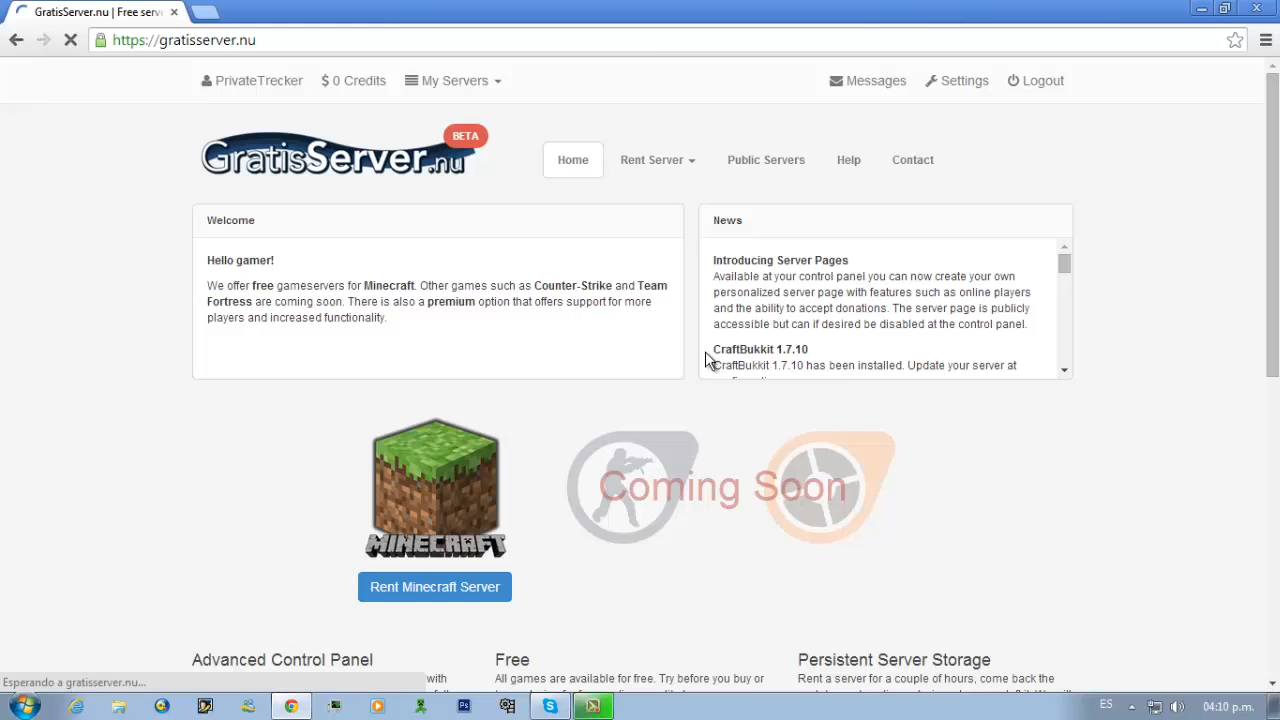 GratisServer.nu | Free serv
https://gratisserver.nu
PrivateTrecker $ 0 Credits My Servers Messages Settings Logout
GratisServer.nu BETA
Home Rent Server Public Servers Help Contact
Welcome
Hello gamer!
We offer free gameservers for Minecraft. Other games such as Counter-Strike and Team
Fortress are coming soon. There is also a premium option that offers support for more
players and increased functionality.
News
Introducing Server Pages
Available at your control panel you can now create your own
personalized server page with features such as online players
and the ability to accept donations. The server page is publicly
accessible but can if desired be disabled at the control panel.
CraftBukkit 1.7.10
CraftBukkit 1.7.10 has been installed. Update your server at
MINECRAFT
Coming Soon
Rent Minecraft Server
Advanced Control Panel
with
Free
All games are available for free. Try before you buy or
Persistent Server Storage
Rent a server for a couple of hours, come back the
Esperando a gratisserver.nu...
ES 04:10 p.m.